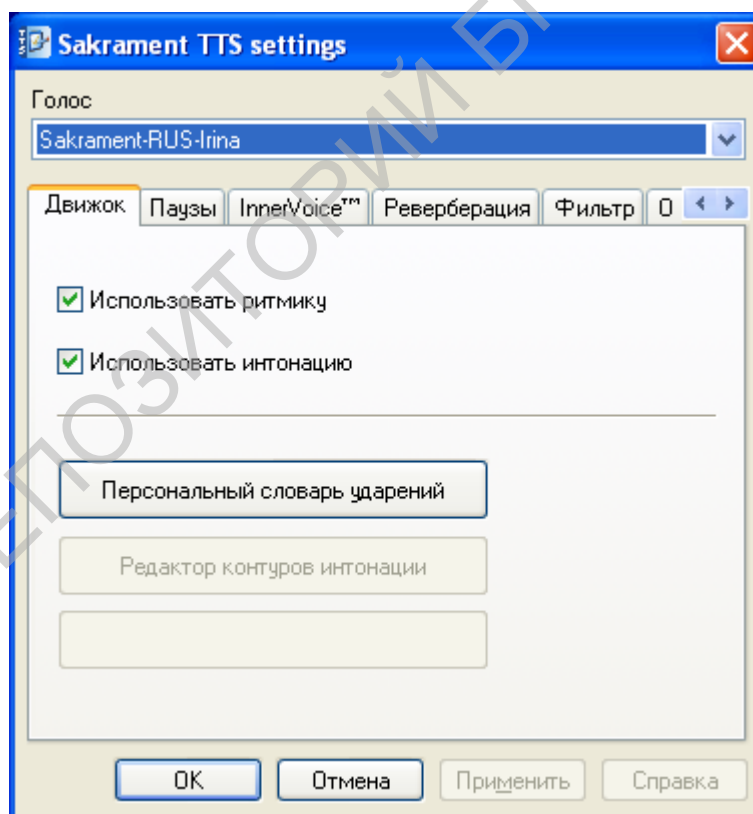 Sakrament TTS settings
Голос
Sakrament-RUS-Irina
Движок Паузы InnerVoice™ Реверберация Фильтр О
Использовать ритмику
Использовать интонацию
Персональный словарь ударений
Редактор контуров интонации
OK Отмена Применить Справка